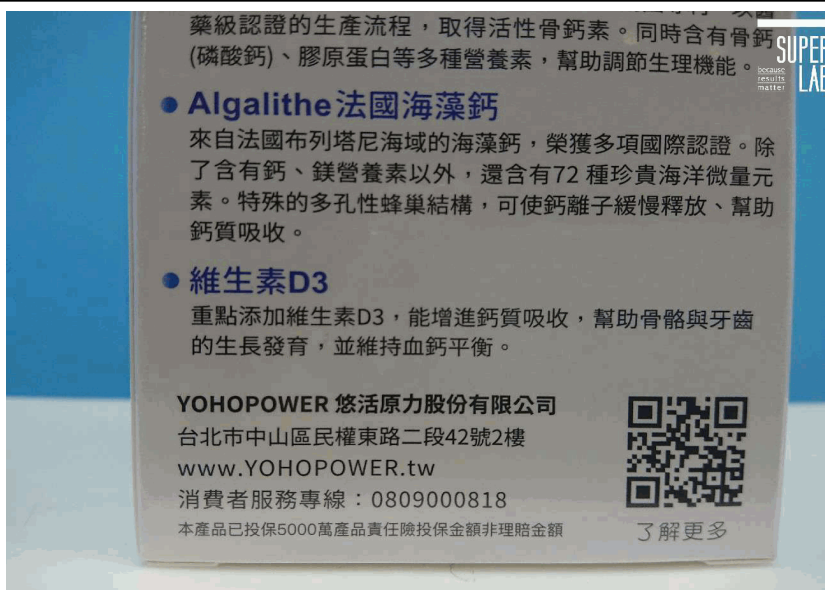 藥級認證的生產流程，取得活性骨鈣素。同時含有骨鈣
(磷酸鈣)、膠原蛋白等多種營養素，幫助調節生理機能。
SUPER
LAB
because
results
matter
Algalithe法國海藻鈣
來自法國布列塔尼海域的海藻鈣，榮獲多項國際認證。除
了含有鈣、鎂營養素以外，還含有72 種珍貴海洋微量元
素。特殊的多孔性蜂巢結構，可使鈣離子緩慢釋放、幫助
鈣質吸收。
維生素D3
重點添加維生素D3，能增進鈣質吸收，幫助骨骼與牙齒
的生長發育，並維持血鈣平衡。
YOHOPOWER 悠活原力股份有限公司
台北市中山區民權東路二段42號2樓
www.YOHOPOWER.tw
消費者服務專線：0809000818
本產品已投保5000萬產品責任險投保金額非理賠金額
了解更多